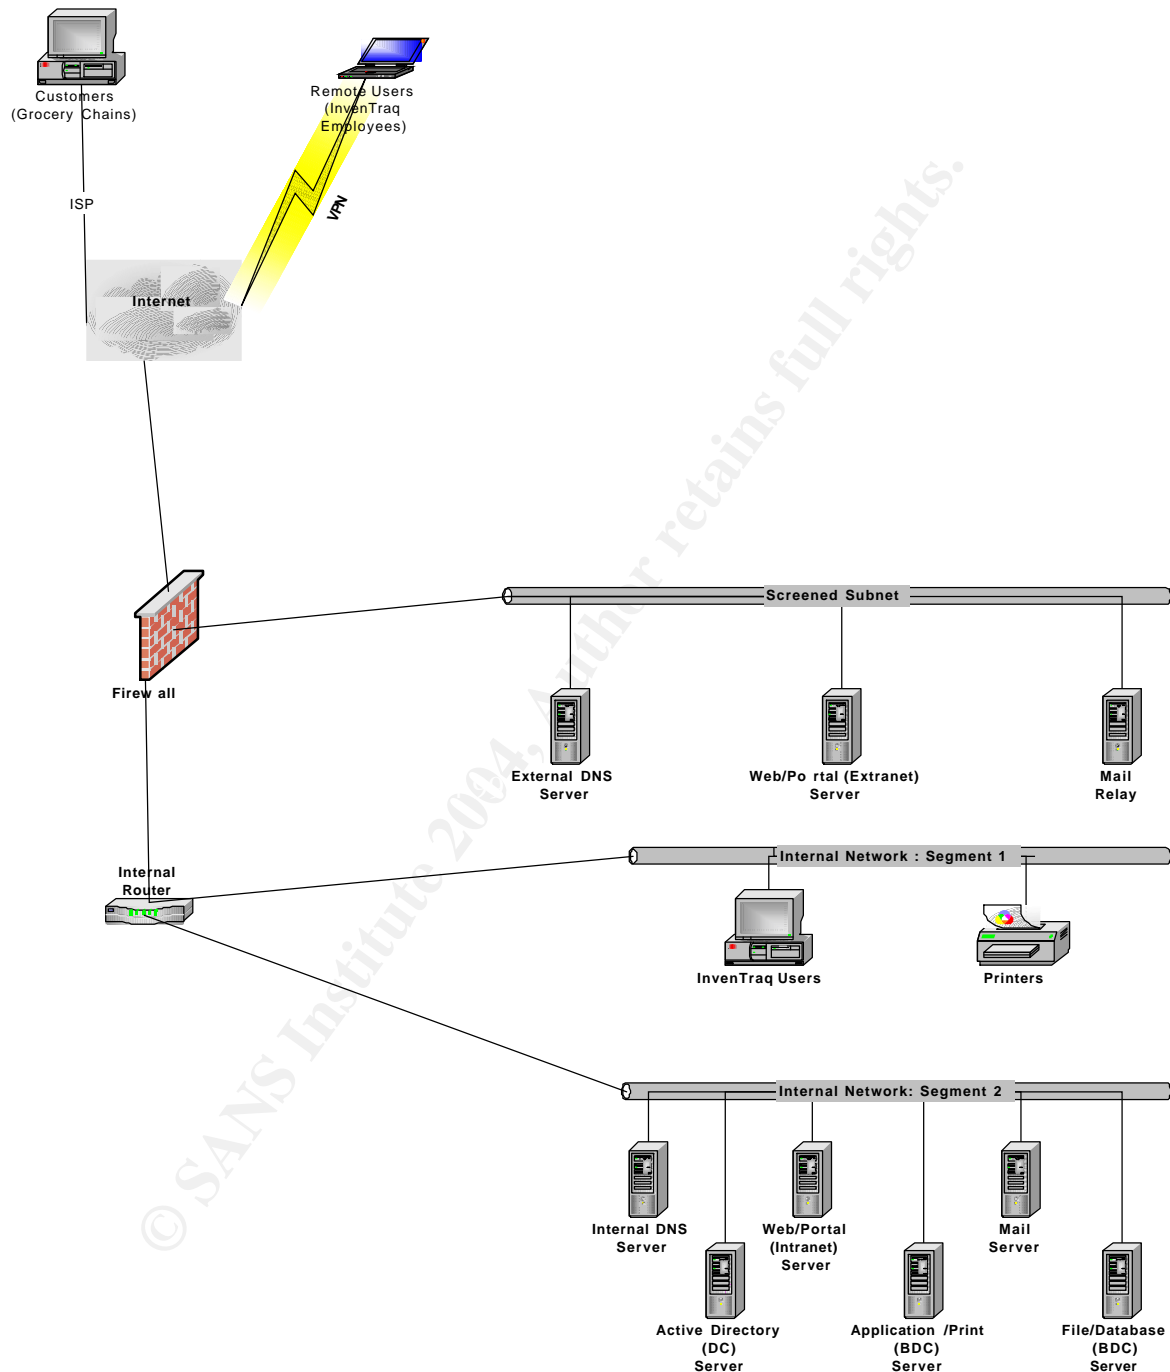 Customers
(Grocery Chains)
Remote Users
(InvenTraq
Employees)
ISP
VPN
Internet
Screened Subnet
Firew all
External DNS
Server
Web/Po rtal (Extranet)
Server
Mail
Relay
Internal
Router
Internal Network : Segment 1
InvenTraq Users
Printers
Internal Network: Segment 2
Internal DNS
Server
Web/Portal
(Intranet)
Server
Mail
Server
Active Directory
(DC)
Server
Application /Print
(BDC)
Server
File/Database
(BDC)
Server
© SANS Institute 2004, Author retains full rights.